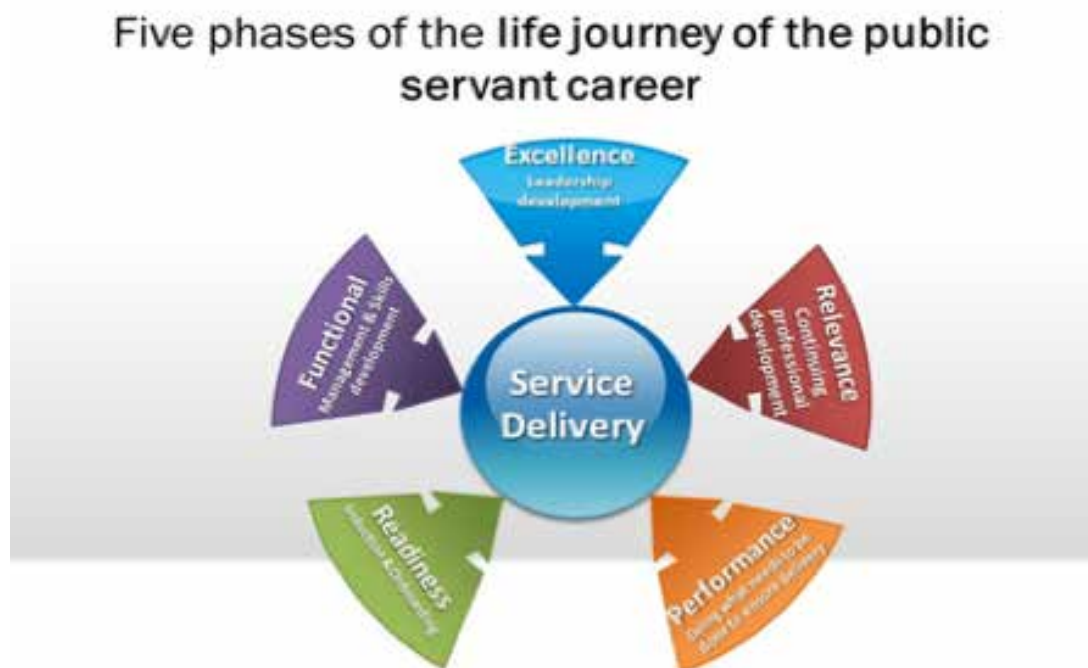 Five phases of the life journey of the public
servant career
Excellence
Leadership
development
Relevance
Continuing
professional
development
Performance
Doing what needs to be
done to ensure delivery
Readiness
Induction & Onboarding
Functional
Management & Skills
development
Service
Delivery